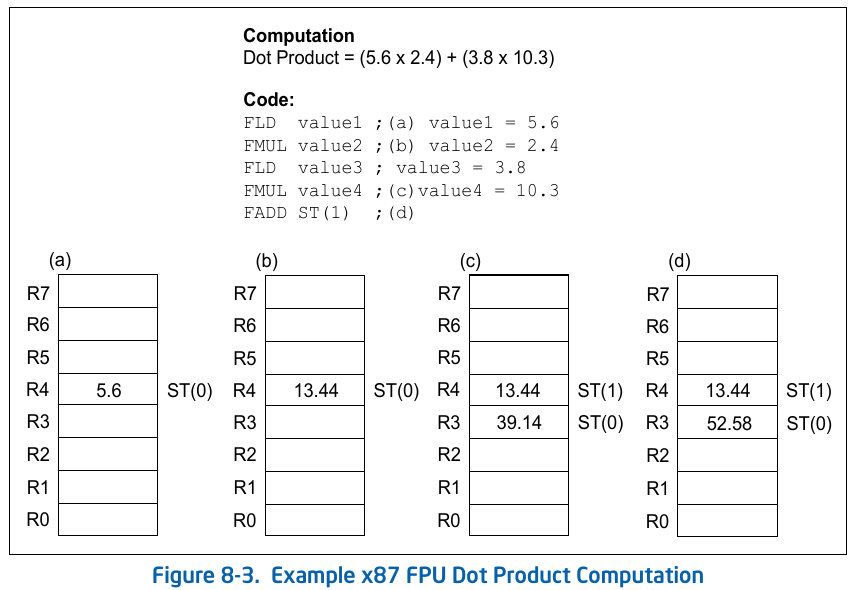 Computation
Dot Product = (5.6 x 2.4) + (3.8 x 10.3)
Code:
FLD  value1 ;(a) value1 = 5.6
FMUL value2 ;(b) value2 = 2.4
FLD  value3 ; value3 = 3.8
FMUL value4 ;(c)value4 = 10.3
FADD ST(1)  ;(d)
(a) (b) (c) (d)
R7 R7 R7 R7
R6 R6 R6 R6
R5 R5 R5 R5
R4 5.6 ST(0) R4 13.44 ST(0) R4 13.44 ST(1) R4 13.44 ST(1)
R3 R3 R3 39.14 ST(0) R3 52.58 ST(0)
R2 R2 R2 R2
R1 R1 R1 R1
R0 R0 R0 R0
Figure 8-3. Example x87 FPU Dot Product Computation